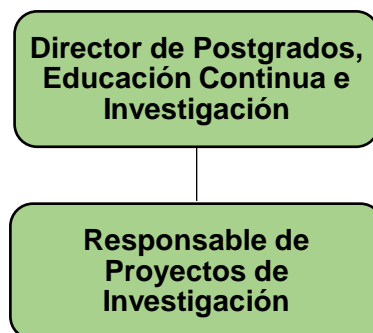 Director de Postgrados,
Educación Continua e
Investigación
Responsable de
Proyectos de
Investigación